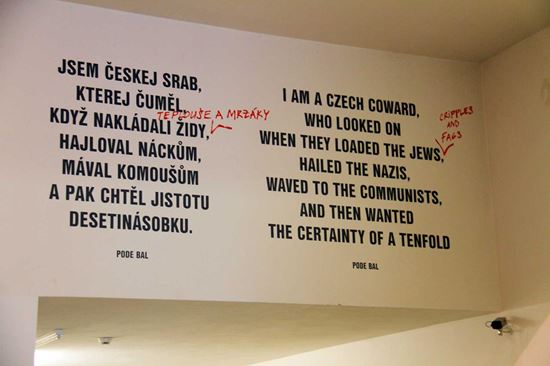 JSEM ČESKEJ SRAB,
KTEREJ ČUMĚL,
TEPLOUŠE A MRZÁKY
KDYŽ NAKLÁDALI ŽIDY,
HAJLOVAL NÁCKŮM,
MÁVAL KOMOUŠŮM
A PAK CHTĚL JISTOTU
DESETINÁSOBKU.
PODE BAL
I AM A CZECH COWARD,
WHO LOOKED ON
WHEN THEY LOADED THE JEWS,
CRIPPLES
AND
FAGS
HAILED THE NAZIS,
WAVED TO THE COMMUNISTS,
AND THEN WANTED
THE CERTAINTY OF A TENFOLD
PODE BAL